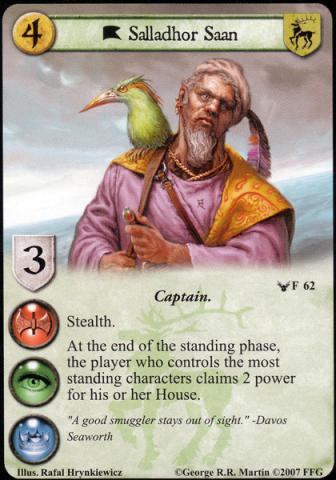 4 Salladhor Saan
3
F 62
Captain.
Stealth.
At the end of the standing phase,
the player who controls the most
standing characters claims 2 power
for his or her House.
"A good smuggler stays out of sight." -Davos
Seaworth
Illus. Rafal Hrynkiewicz ©George R.R. Martin ©2007 FFG